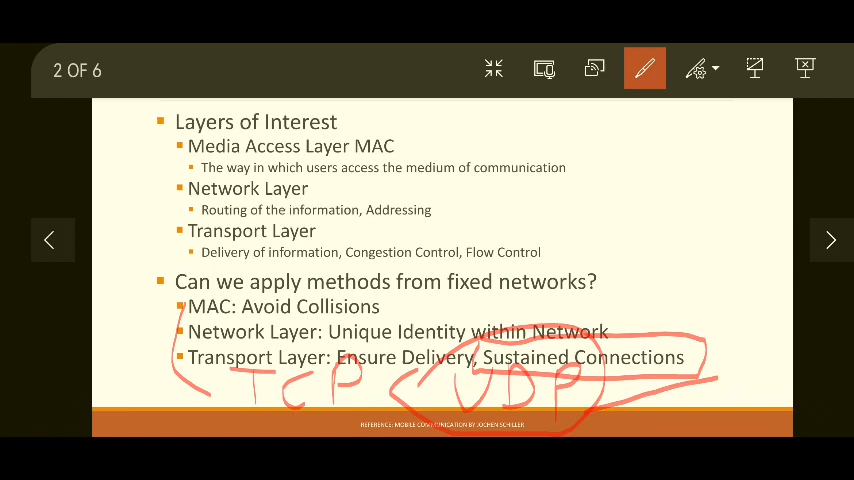 2 OF 6
Layers of Interest
Media Access Layer MAC
The way in which users access the medium of communication
Network Layer
Routing of the information, Addressing
Transport Layer
Delivery of information, Congestion Control, Flow Control
Can we apply methods from fixed networks?
MAC: Avoid Collisions
Network Layer: Unique Identity within Network
Transport Layer: Ensure Delivery, Sustained Connections
TCP UDP
REFERENCE: MOBILE COMMUNICATION BY JOCHEN SCHILLER